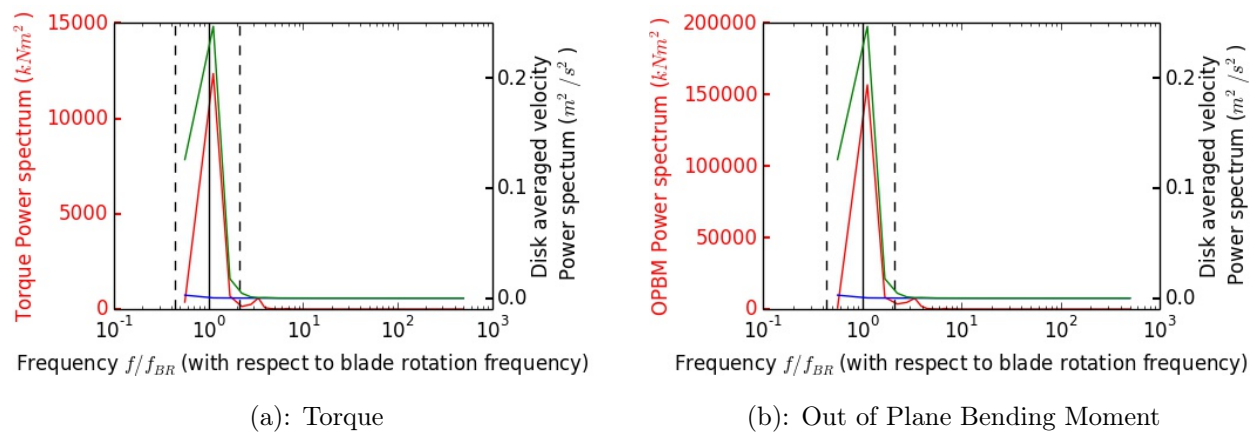 15000
10000
5000
0
Torque Power spectrum (kNm²)
0.2
0.1
0.0
Disk averaged velocity
Power spectrum (m²/s²)
10⁻¹ 10⁰ 10¹ 10² 10³
Frequency f/f_BR (with respect to blade rotation frequency)
(a): Torque
200000
150000
100000
50000
0
OPBM Power spectrum (kNm²)
0.2
0.1
0.0
Disk averaged velocity
Power spectrum (m²/s²)
10⁻¹ 10⁰ 10¹ 10² 10³
Frequency f/f_BR (with respect to blade rotation frequency)
(b): Out of Plane Bending Moment